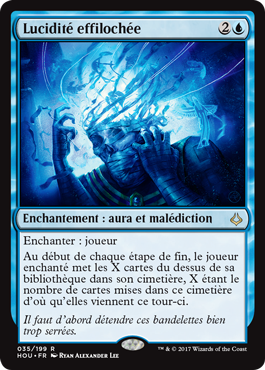 Lucidité effilochée 2
Enchantement : aura et malédiction
Enchanter : joueur
Au début de chaque étape de fin, le joueur
enchanté met les X cartes du dessus de sa
bibliothèque dans son cimetière, X étant le
nombre de cartes mises dans ce cimetière
d'où qu'elles viennent ce tour-ci.
Il faut d'abord détendre ces bandelettes bien
trop serrées.
035/199 R
HOU • FR Ryan Alexander Lee
™ & © 2017 Wizards of the Coast